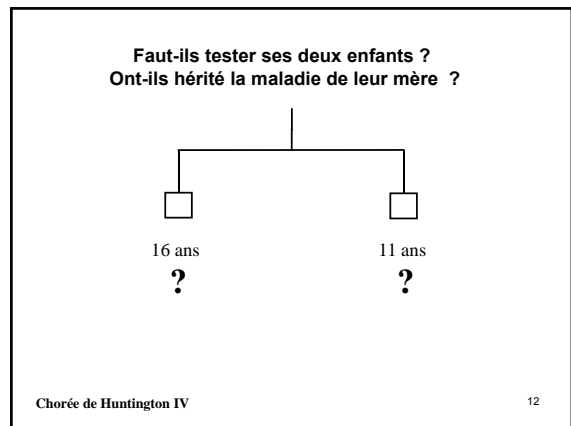 Faut-ils tester ses deux enfants ?
Ont-ils hérité la maladie de leur mère  ?
16 ans
?
11 ans
?
Chorée de Huntington IV
12